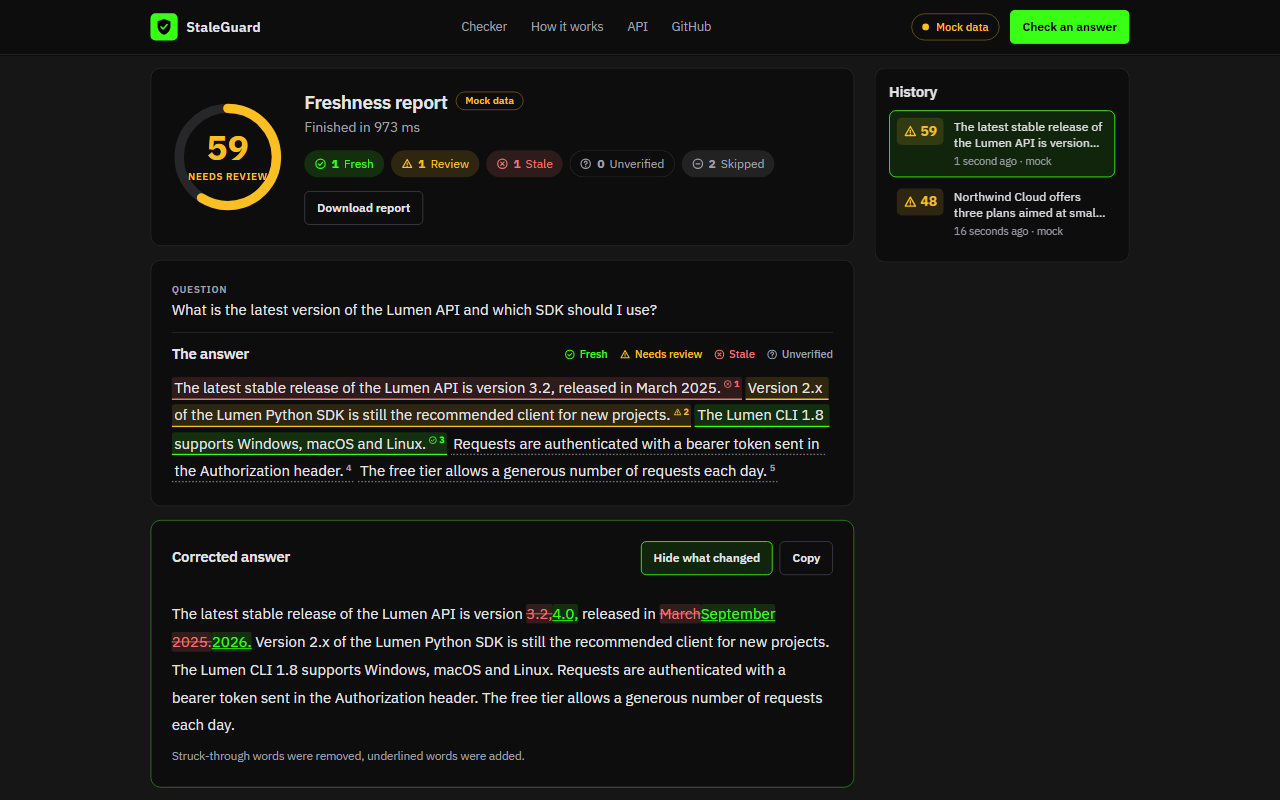 StaleGuard
Checker
How it works
API
GitHub
Mock data
Check an answer
59
NEEDS REVIEW
Freshness report
Mock data
Finished in 973 ms
1 Fresh
1 Review
1 Stale
0 Unverified
2 Skipped
Download report
History
59
The latest stable release of
the Lumen API is version...
1 second ago · mock
48
Northwind Cloud offers
three plans aimed at smal...
16 seconds ago · mock
QUESTION
What is the latest version of the Lumen API and which SDK should I use?
The answer
Fresh
Needs review
Stale
Unverified
The latest stable release of the Lumen API is version 3.2, released in March 2025. 1 Version 2.x
of the Lumen Python SDK is still the recommended client for new projects. 2 The Lumen CLI 1.8
supports Windows, macOS and Linux. 3 Requests are authenticated with a bearer token sent in
the Authorization header. 4 The free tier allows a generous number of requests each day. 5
Corrected answer
Hide what changed
Copy
The latest stable release of the Lumen API is version 3.2,4.0, released in MarchSeptember
2025.2026. Version 2.x of the Lumen Python SDK is still the recommended client for new projects.
The Lumen CLI 1.8 supports Windows, macOS and Linux. Requests are authenticated with a
bearer token sent in the Authorization header. The free tier allows a generous number of requests
each day.
Struck-through words were removed, underlined words were added.